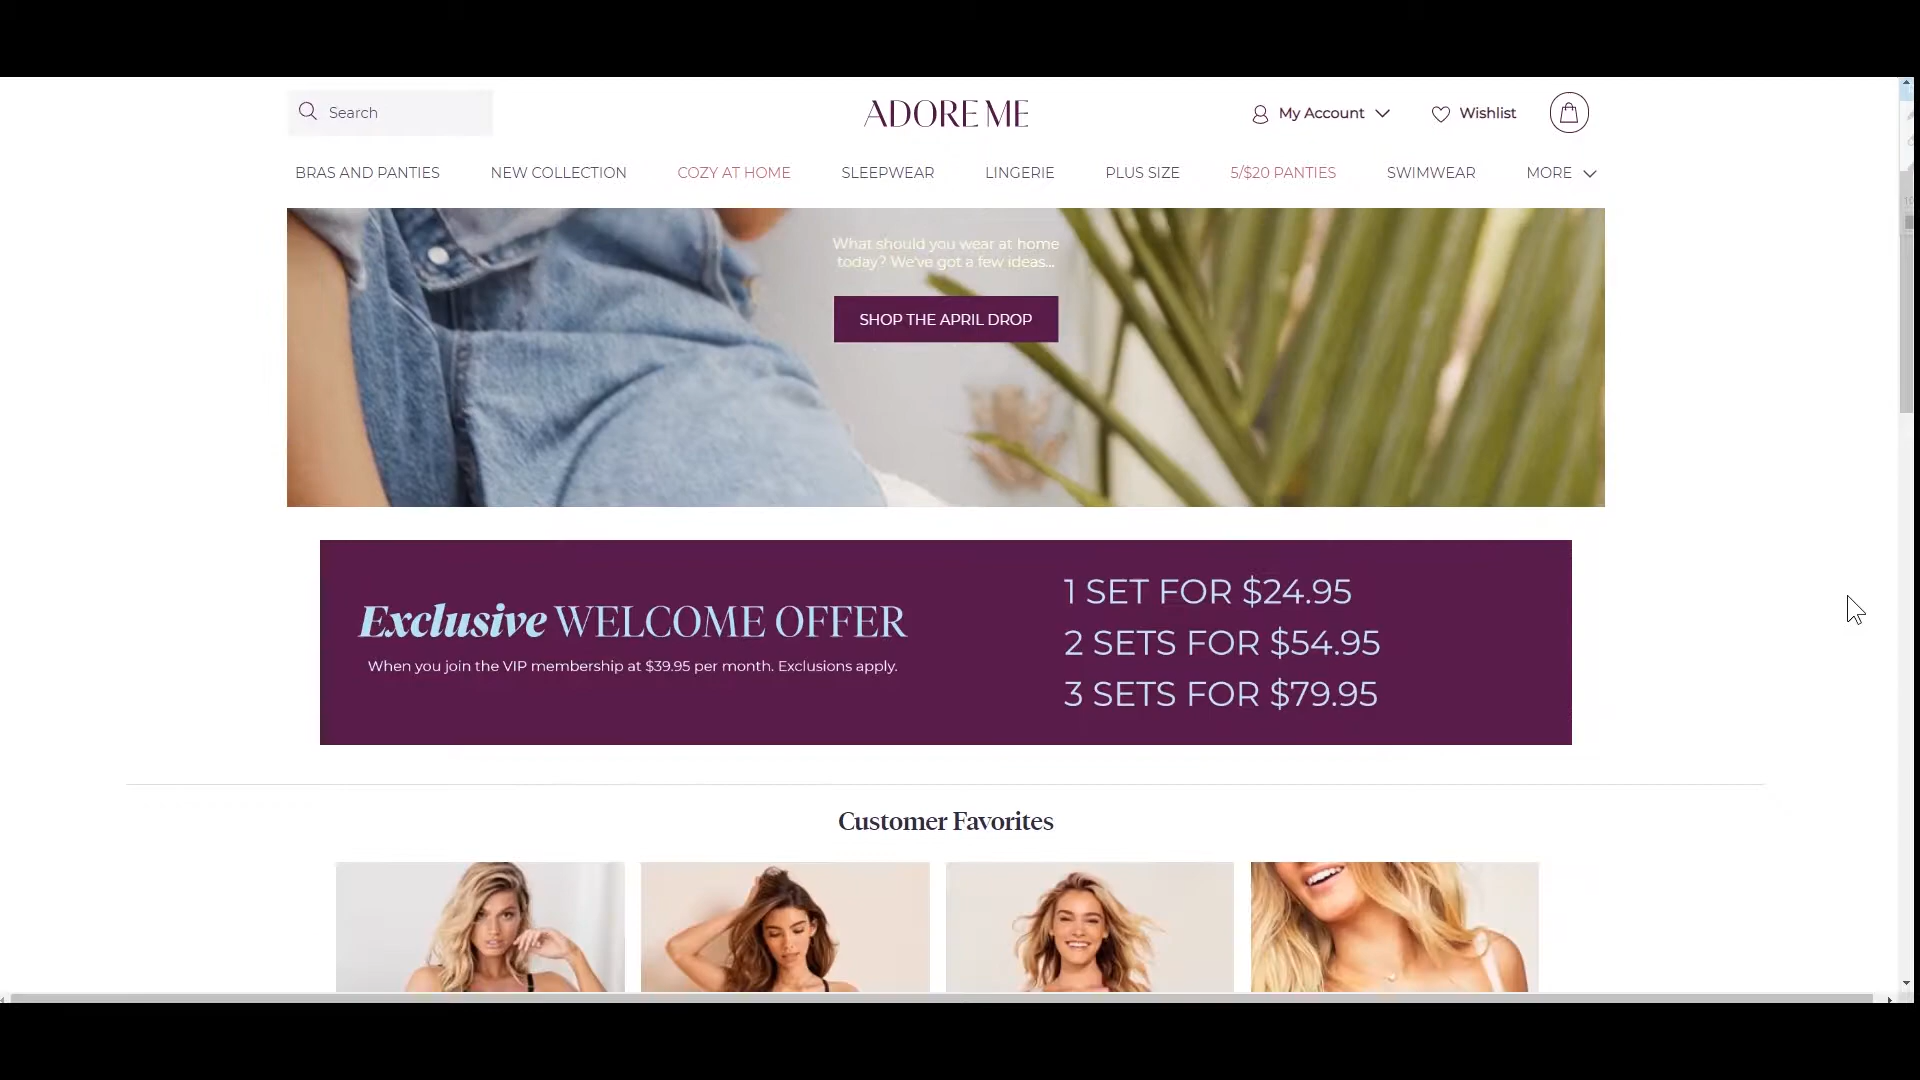 Search
ADORE ME
My Account
Wishlist
BRAS AND PANTIES
NEW COLLECTION
COZY AT HOME
SLEEPWEAR
LINGERIE
PLUS SIZE
5/$20 PANTIES
SWIMWEAR
MORE
What should you wear at home
today? We've got a few ideas...
SHOP THE APRIL DROP
Exclusive WELCOME OFFER
When you join the VIP membership at $39.95 per month. Exclusions apply.
1 SET FOR $24.95
2 SETS FOR $54.95
3 SETS FOR $79.95
Customer Favorites